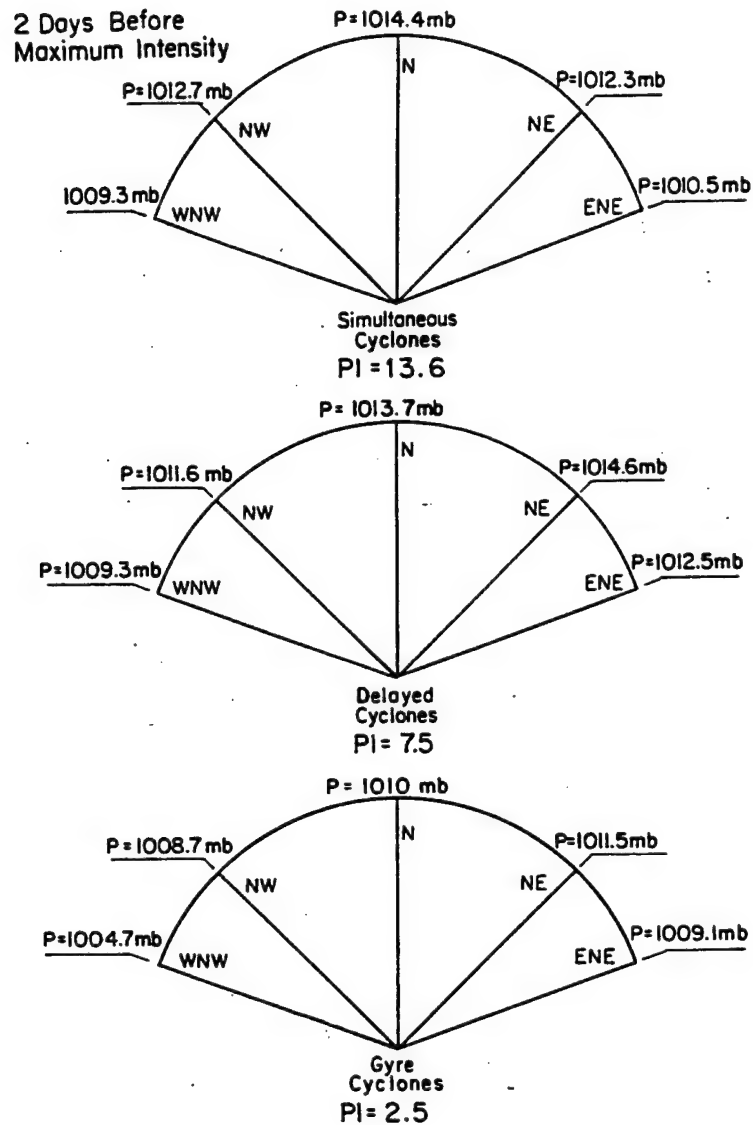 2 Days Before
Maximum Intensity
P=1014.4mb
N
P=1012.7mb
NW
P=1012.3mb
NE
1009.3mb
WNW
P=1010.5mb
ENE
Simultaneous
Cyclones
PI=13.6
P= 1013.7mb
N
P=1011.6 mb
NW
P=1014.6mb
NE
P=1009.3mb
WNW
P=1012.5mb
ENE
Delayed
Cyclones
PI= 7.5
P= 1010 mb
N
P=1008.7mb
NW
P=1011.5mb
NE
P=1004.7mb
WNW
P=1009.1mb
ENE
Gyre
Cyclones
PI= 2.5